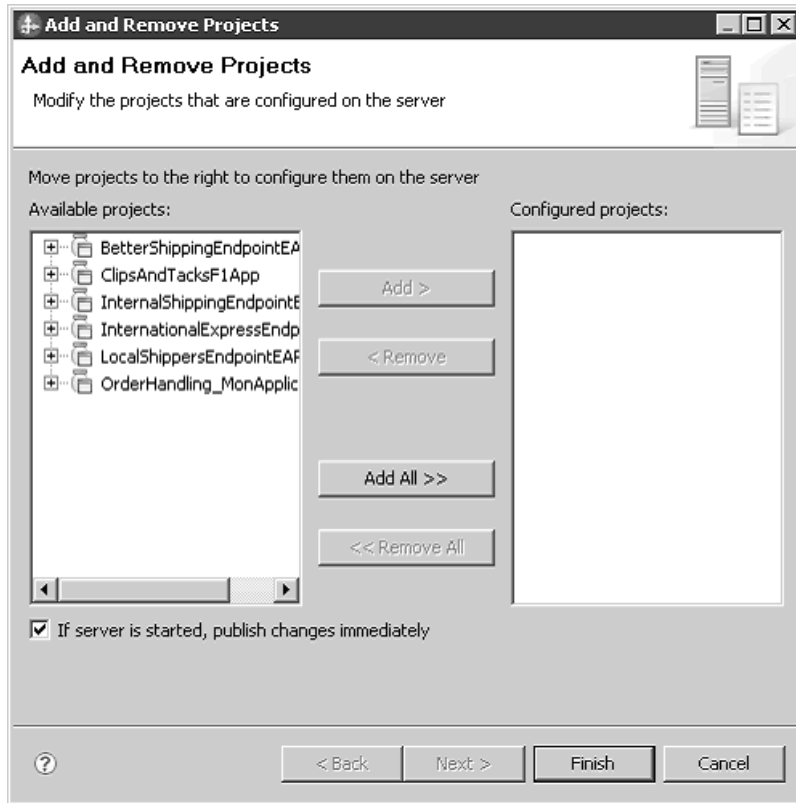 Add and Remove Projects
Add and Remove Projects
Modify the projects that are configured on the server
Move projects to the right to configure them on the server
Available projects:
Configured projects:
BetterShippingEndpointEA
ClipsAndTacksF1App
InternalShippingEndpointE
InternationalExpressEndp
LocalShippersEndpointEAF
OrderHandling_MonApplic
Add >
< Remove
Add All >>
<< Remove All
If server is started, publish changes immediately
?
< Back
Next >
Finish
Cancel